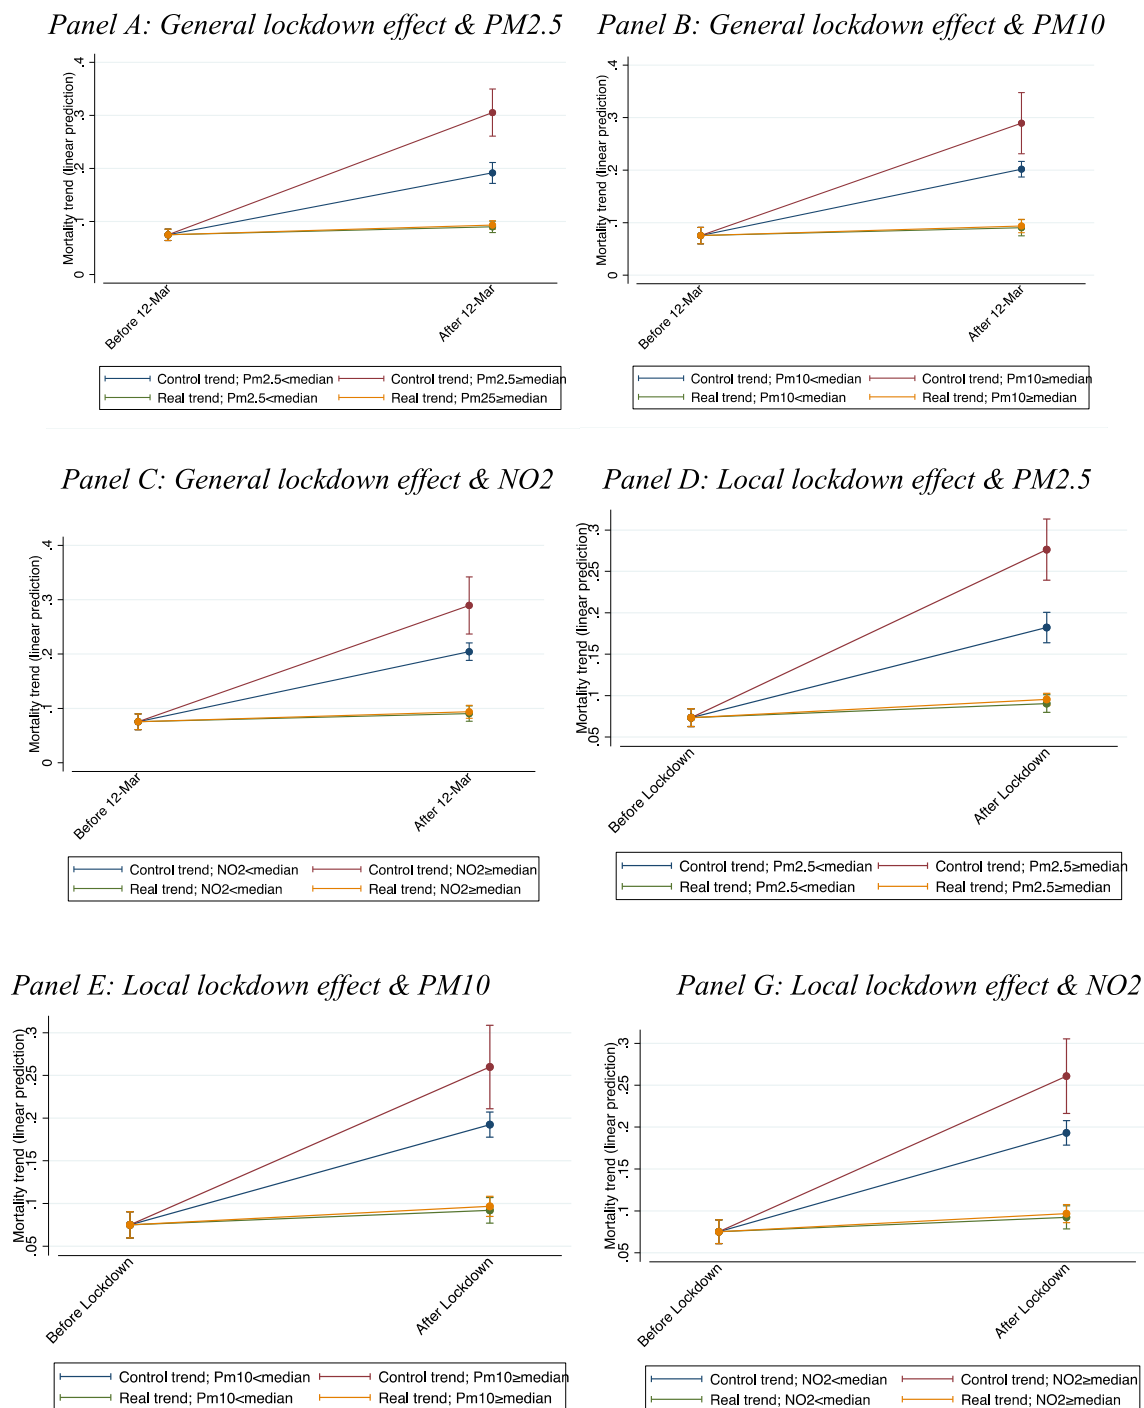 Panel A: General lockdown effect & PM2.5
Mortality trend (linear prediction)
.4
.3
.2
.1
0
Before 12-Mar
After 12-Mar
Control trend; Pm2.5<median
Control trend; Pm2.5≥median
Real trend; Pm2.5<median
Real trend; Pm25≥median
Panel B: General lockdown effect & PM10
Mortality trend (linear prediction)
.4
.3
.2
.1
0
Before 12-Mar
After 12-Mar
Control trend; Pm10<median
Control trend; Pm10≥median
Real trend; Pm10<median
Real trend; Pm10≥median
Panel C: General lockdown effect & NO2
Mortality trend (linear prediction)
.4
.3
.2
.1
0
Before 12-Mar
After 12-Mar
Control trend; NO2<median
Control trend; NO2≥median
Real trend; NO2<median
Real trend; NO2≥median
Panel D: Local lockdown effect & PM2.5
Mortality trend (linear prediction)
.3
.25
.2
.15
.1
.05
Before Lockdown
After Lockdown
Control trend; Pm2.5<median
Control trend; Pm2.5≥median
Real trend; Pm2.5<median
Real trend; Pm2.5≥median
Panel E: Local lockdown effect & PM10
Mortality trend (linear prediction)
.3
.25
.2
.15
.1
.05
Before Lockdown
After Lockdown
Control trend; Pm10<median
Control trend; Pm10≥median
Real trend; Pm10<median
Real trend; Pm10≥median
Panel G: Local lockdown effect & NO2
Mortality trend (linear prediction)
.3
.25
.2
.15
.1
.05
Before Lockdown
After Lockdown
Control trend; NO2<median
Control trend; NO2≥median
Real trend; NO2<median
Real trend; NO2≥median